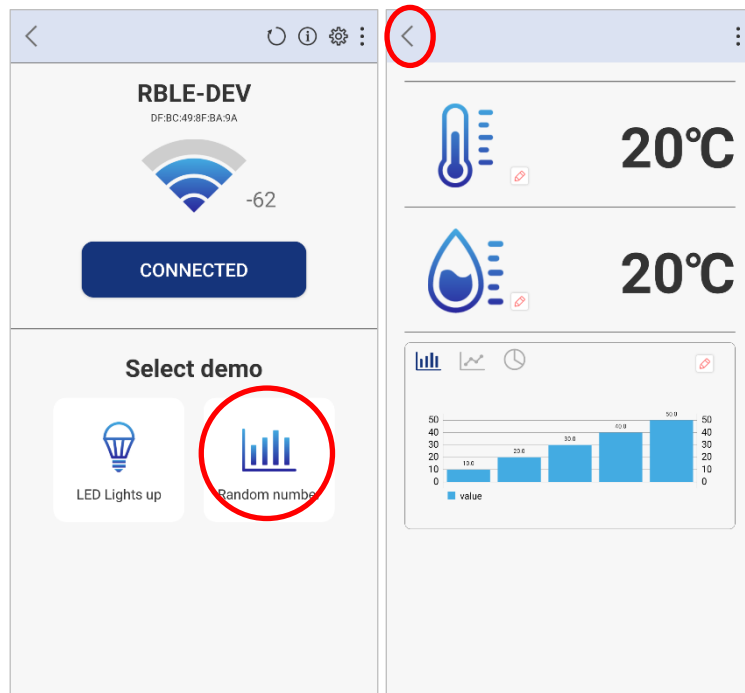 RBLE-DEV
DF:BC:49:8F:BA:9A
-62
CONNECTED
Select demo
LED Lights up
Random number
20°C
20°C
50
40
30
20
10
0
10.0
20.0
30.0
40.0
50.0
50
40
30
20
10
0
value